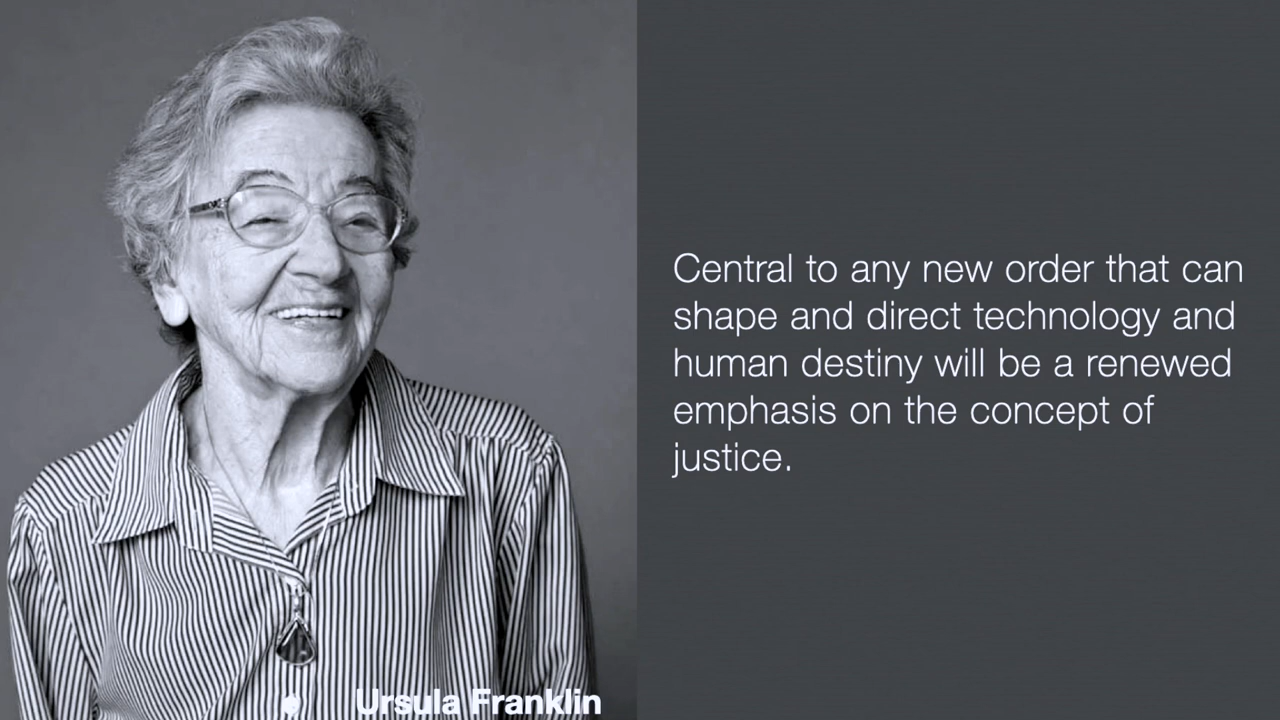 Central to any new order that can
shape and direct technology and
human destiny will be a renewed
emphasis on the concept of
justice.
Ursula Franklin